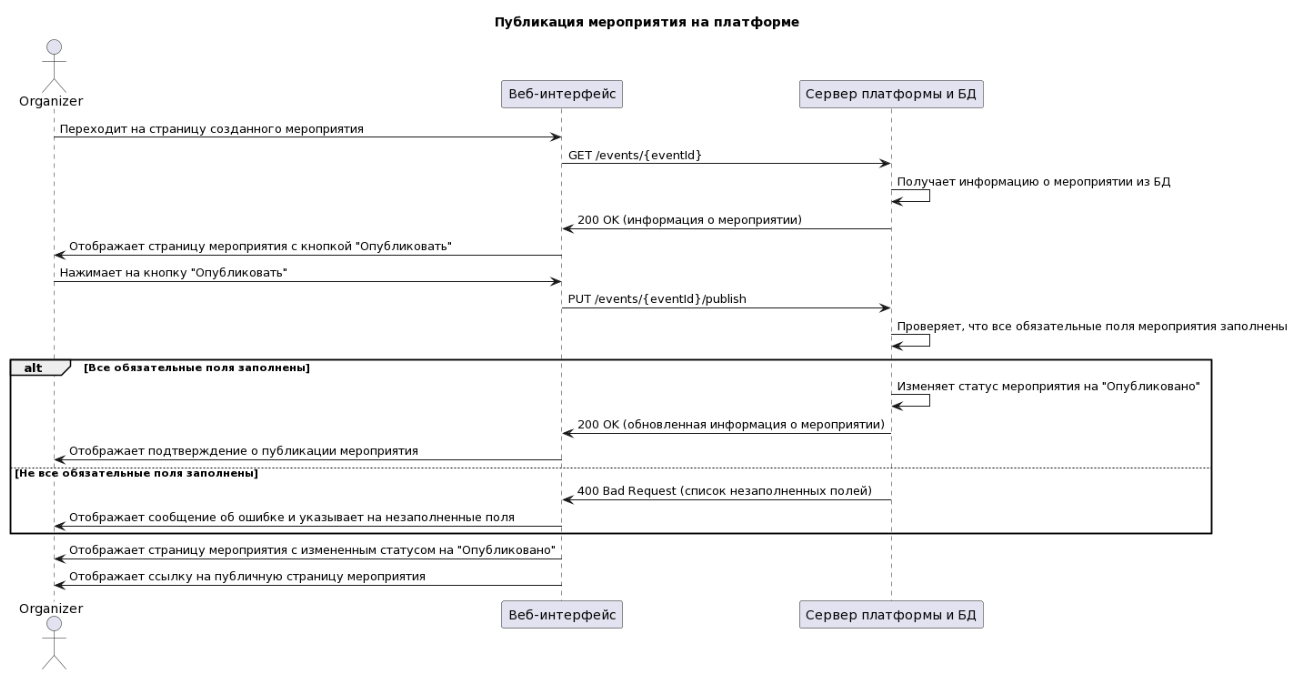 Публикация мероприятия на платформе
Organizer
Веб-интерфейс
Сервер платформы и БД
Переходит на страницу созданного мероприятия
GET /events/{eventId}
Получает информацию о мероприятии из БД
200 OK (информация о мероприятии)
Отображает страницу мероприятия с кнопкой "Опубликовать"
Нажимает на кнопку "Опубликовать"
PUT /events/{eventId}/publish
Проверяет, что все обязательные поля мероприятия заполнены
alt [Все обязательные поля заполнены]
Изменяет статус мероприятия на "Опубликовано"
200 OK (обновленная информация о мероприятии)
Отображает подтверждение о публикации мероприятия
[Не все обязательные поля заполнены]
400 Bad Request (список незаполненных полей)
Отображает сообщение об ошибке и указывает на незаполненные поля
Отображает страницу мероприятия с измененным статусом на "Опубликовано"
Отображает ссылку на публичную страницу мероприятия
Organizer
Веб-интерфейс
Сервер платформы и БД